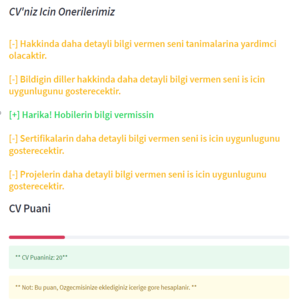 CV'niz Icin Onerilerimiz
[-] Hakkinda daha detayli bilgi vermen seni tanimalarina yardimci
olacaktir.
[-] Bildigin diller hakkinda daha detayli bilgi vermen seni is icin
uygunlugunu gosterecektir.
[+] Harika! Hobilerin bilgi vermissin
[-] Sertifikalarin daha detayli bilgi vermen seni is icin uygunlugunu
gosterecektir.
[-] Projelerin daha detayli bilgi vermen seni is icin uygunlugunu
gosterecektir.
CV Puani
** CV Puaniniz: 20**
** Not: Bu puan, Ozgecmisinize eklediginiz icerige gore hesaplanir. **